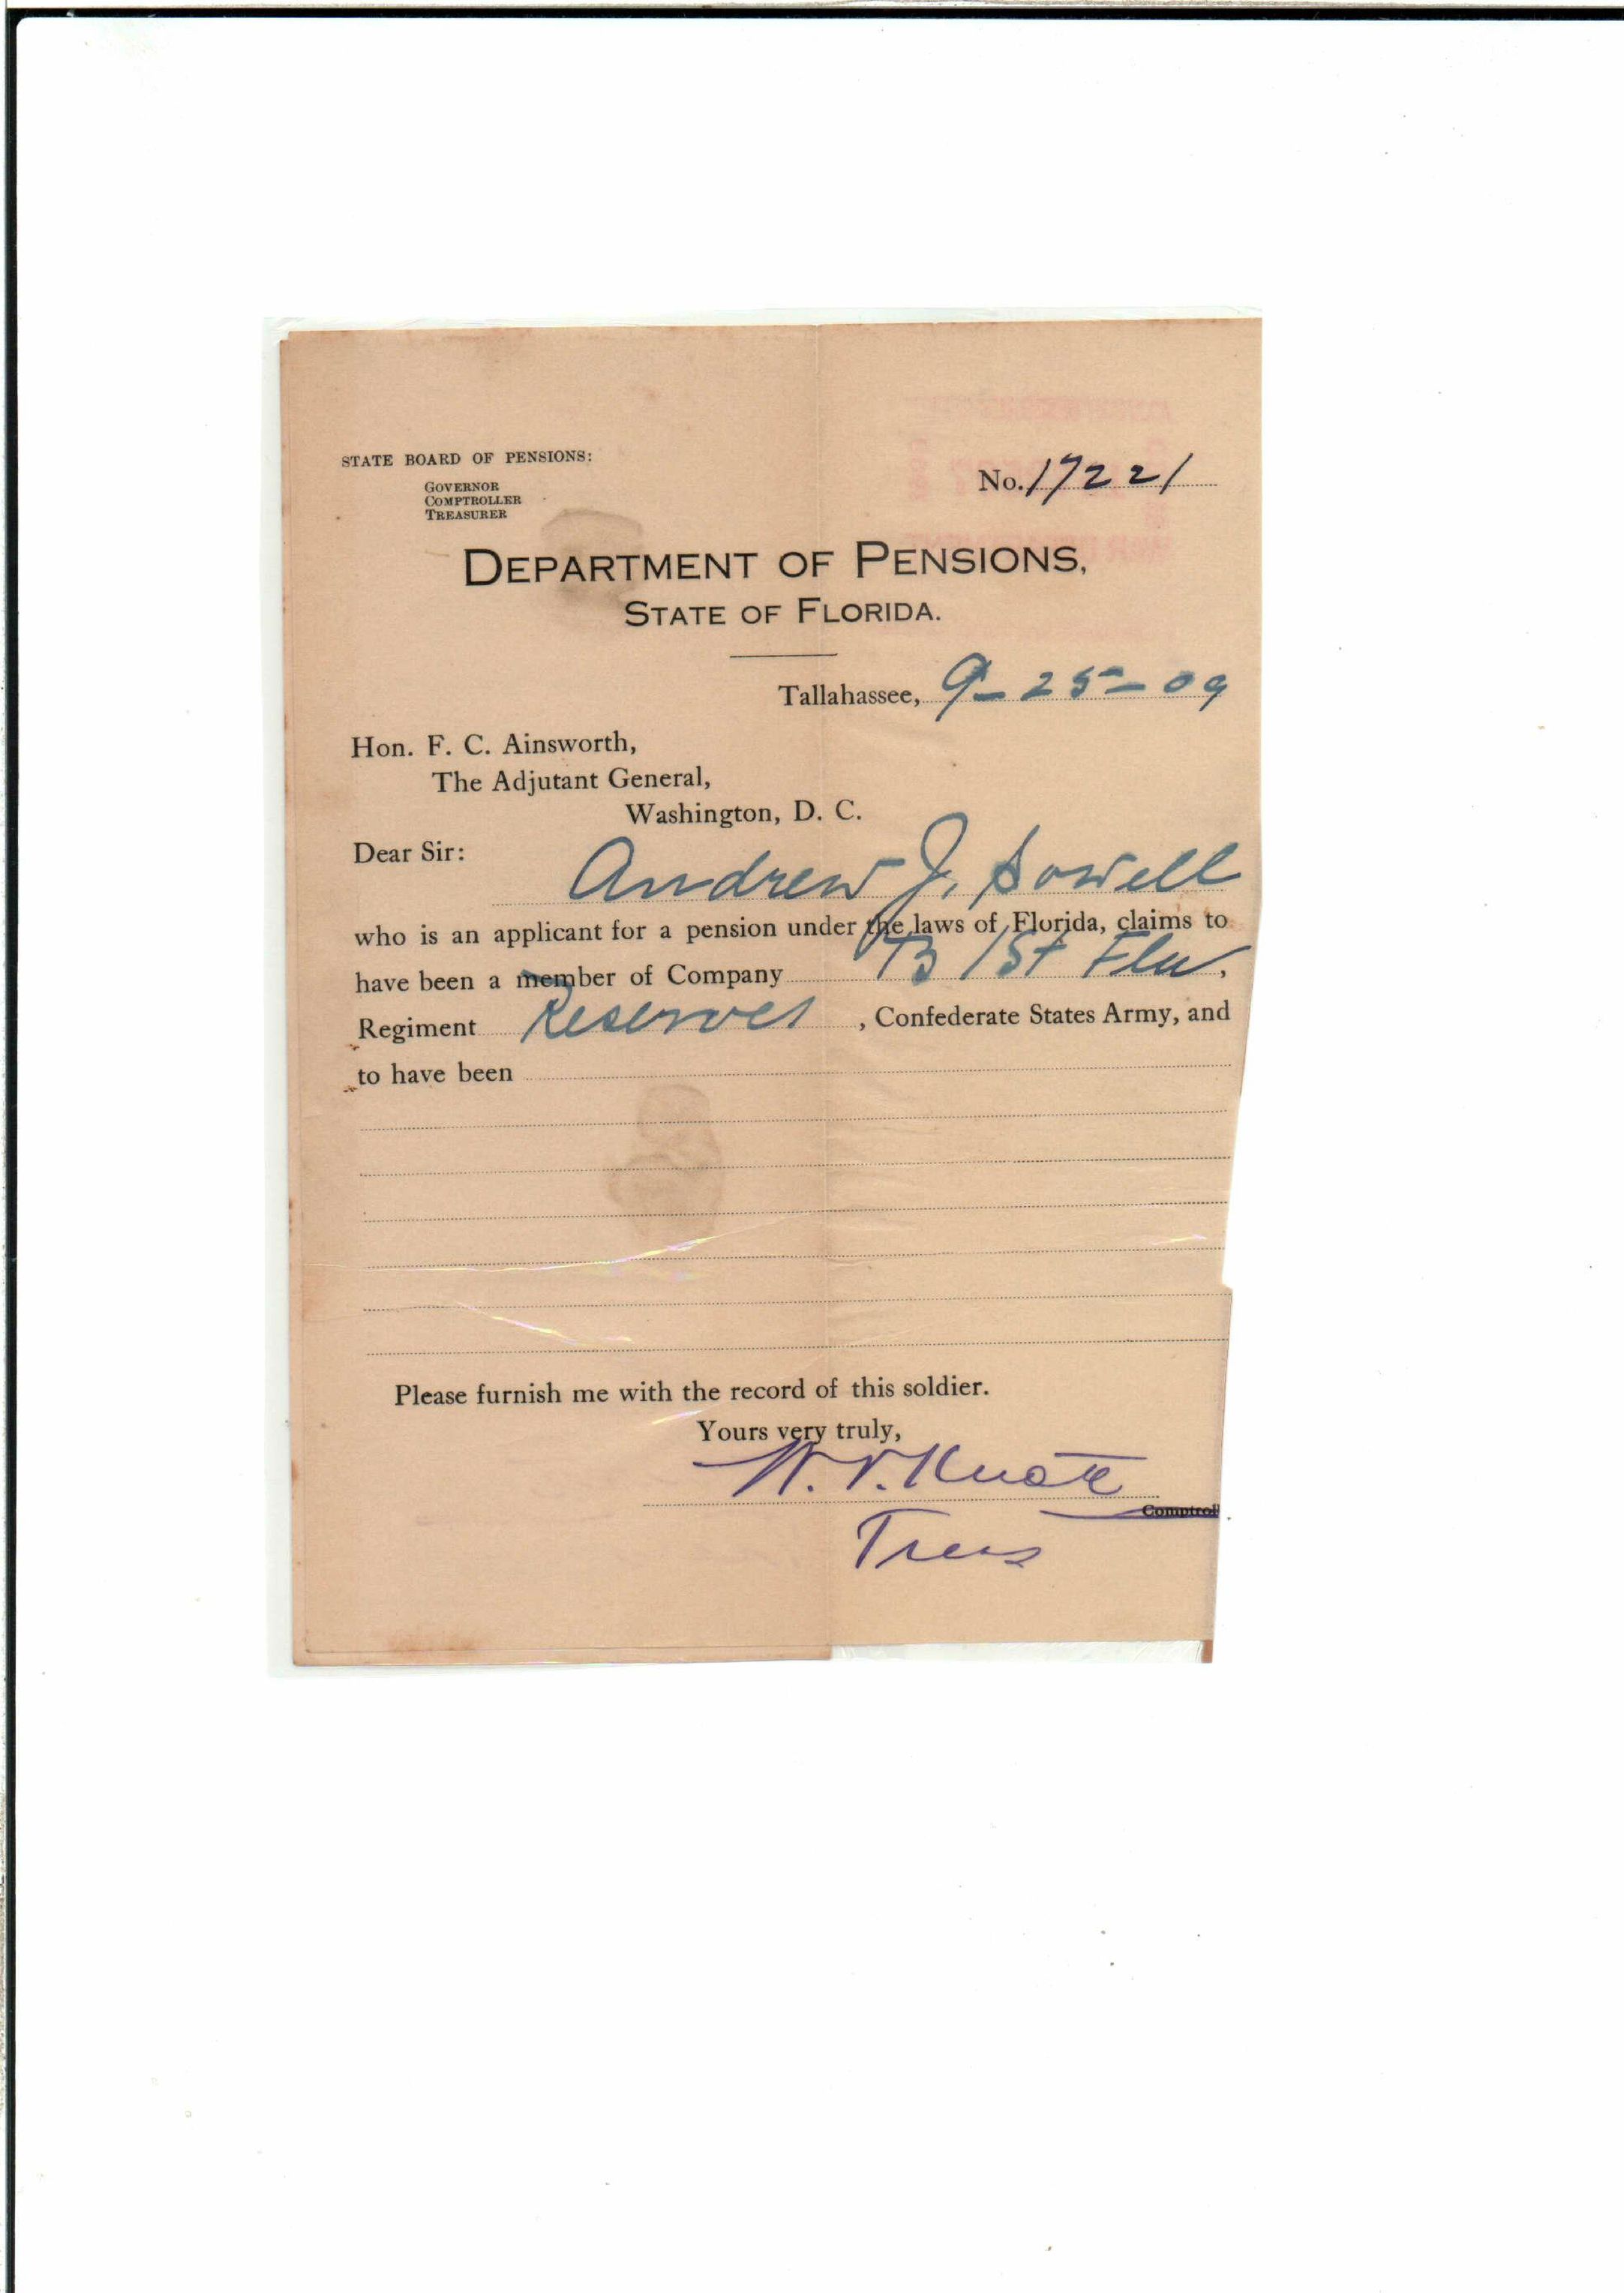 STATE BOARD OF PENSIONS:
GOVERNOR
COMPTROLLER
TREASURER
No. 17221
DEPARTMENT OF PENSIONS,
STATE OF FLORIDA.
Tallahassee, 9-25-09
Hon. F. C. Ainsworth,
The Adjutant General,
Washington, D. C.
Dear Sir:
Andrew J. Sowell
who is an applicant for a pension under the laws of Florida, claims to
have been a member of Company B 1st Fla,
Regiment Reserves, Confederate States Army, and
to have been
Please furnish me with the record of this soldier.
Yours very truly,
W. V. Knott
Comptrol
Treas